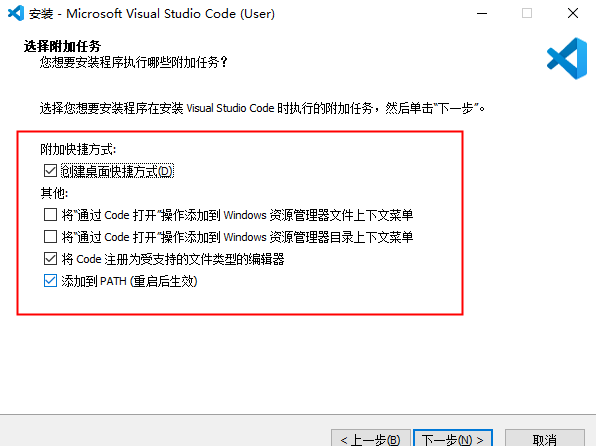 安装 - Microsoft Visual Studio Code (User)
选择附加任务
您想要安装程序执行哪些附加任务？
选择您想要安装程序在安装 Visual Studio Code 时执行的附加任务，然后单击“下一步”。
附加快捷方式:
创建桌面快捷方式(D)
其他:
将“通过 Code 打开”操作添加到 Windows 资源管理器文件上下文菜单
将“通过 Code 打开”操作添加到 Windows 资源管理器目录上下文菜单
将 Code 注册为受支持的文件类型的编辑器
添加到 PATH (重启后生效)
< 上一步(B) 下一步(N) > 取消